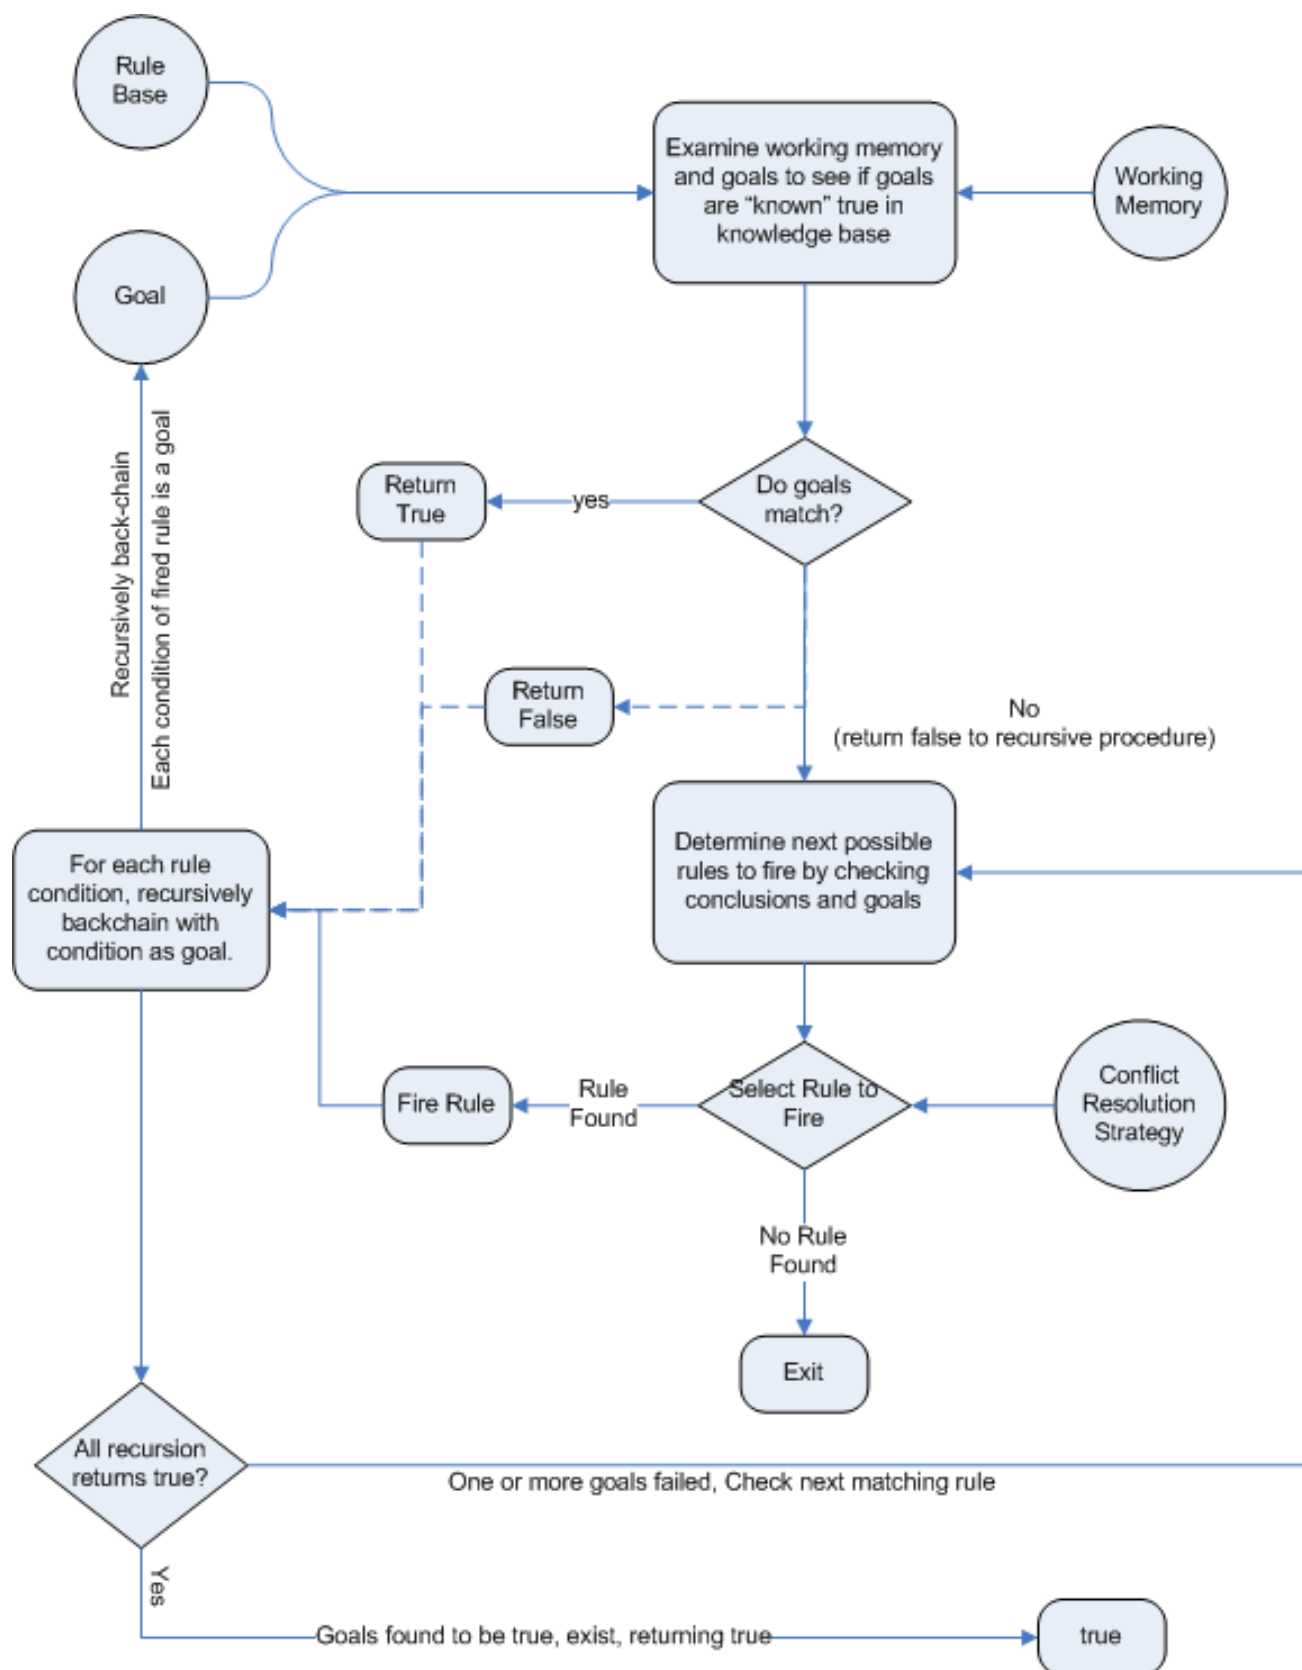 Rule
Base
Examine working memory
and goals to see if goals
are “known” true in
knowledge base
Working
Memory
Goal
Recursively back-chain
Each condition of fired rule is a goal
Return
True
yes
Do goals
match?
Return
False
No
(return false to recursive procedure)
For each rule
condition, recursively
backchain with
condition as goal.
Determine next possible
rules to fire by checking
conclusions and goals
Fire Rule
Rule
Found
Select Rule to
Fire
Conflict
Resolution
Strategy
No Rule
Found
Exit
All recursion
returns true?
One or more goals failed, Check next matching rule
Yes
Goals found to be true, exist, returning true
true